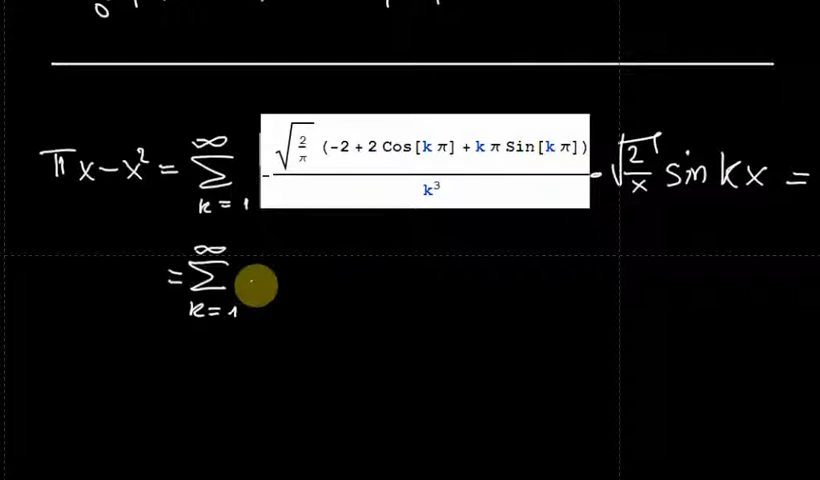 πx-x² = ∑_{k=1}^{∞} -(√(2/π) (-2 + 2 Cos[k π] + k π Sin[k π]))/k³ · √(2/x) sin kx =
= ∑_{k=1}^{∞}